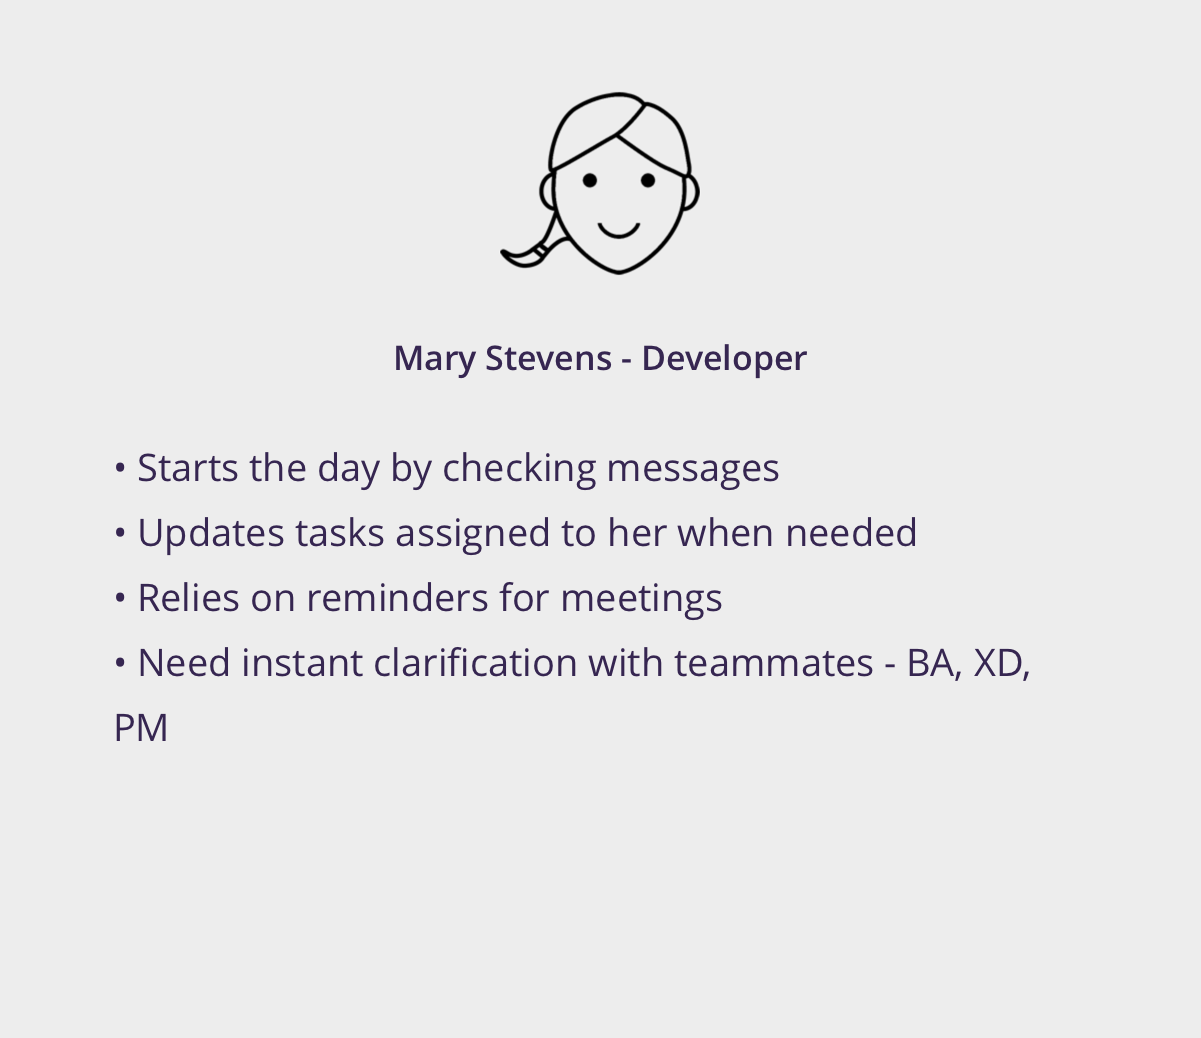 Mary Stevens - Developer
• Starts the day by checking messages
• Updates tasks assigned to her when needed
• Relies on reminders for meetings
• Need instant clarification with teammates - BA, XD,
PM